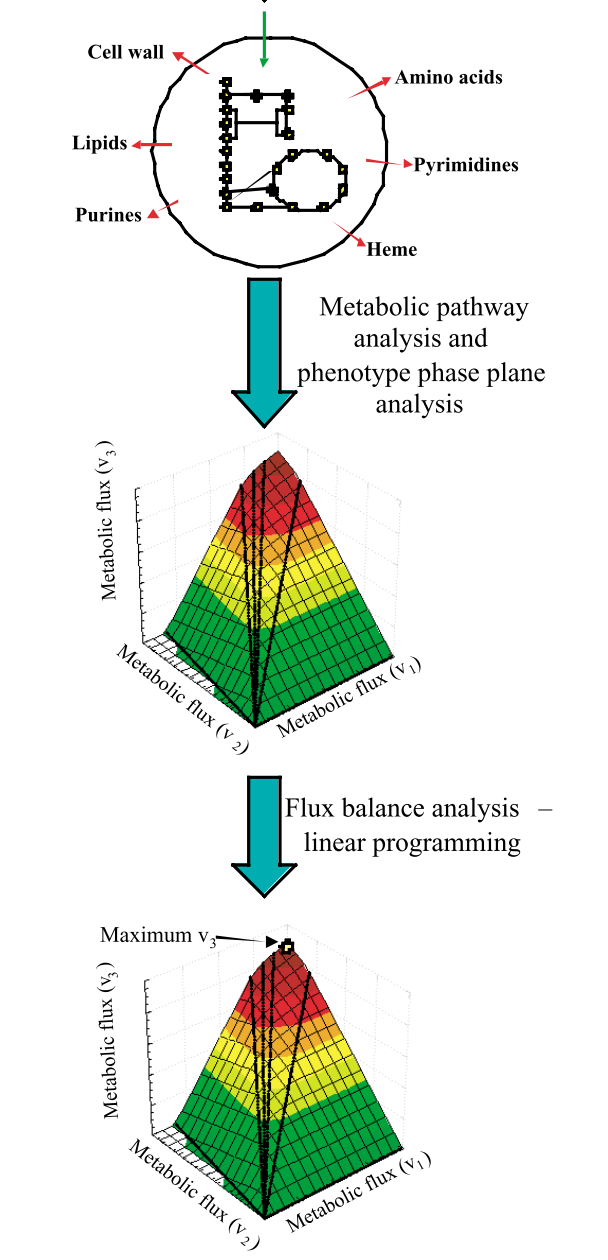 Cell wall
Amino acids
Lipids
Pyrimidines
Purines
Heme
Metabolic pathway
analysis and
phenotype phase plane
analysis
Metabolic flux (v3)
Metabolic flux (v2)
Metabolic flux (v1)
Flux balance analysis –
linear programming
Maximum v3
Metabolic flux (v3)
Metabolic flux (v2)
Metabolic flux (v1)